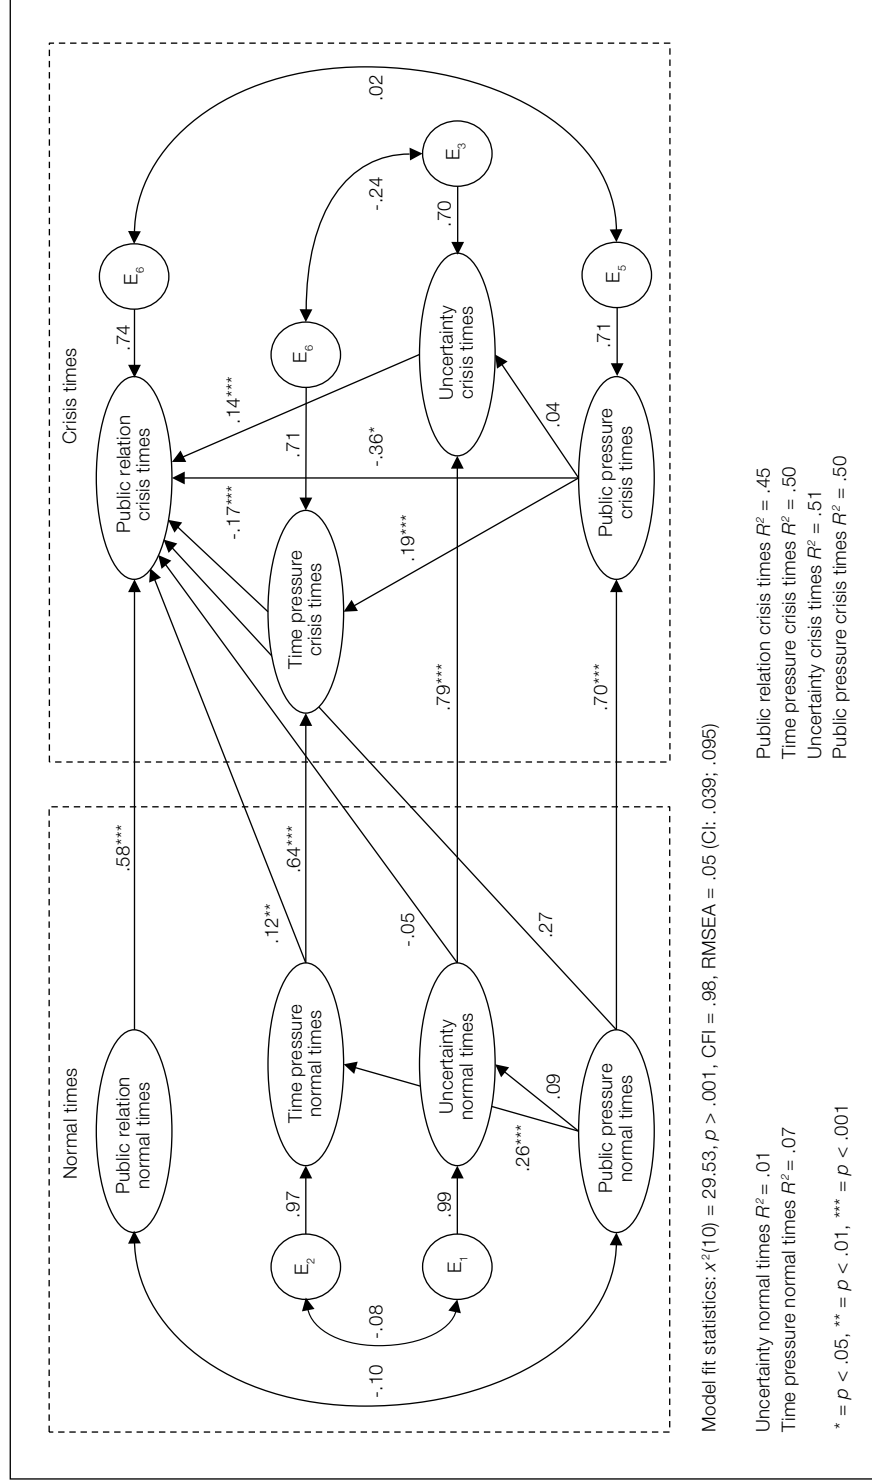 Normal times
Crisis times
Public relation
normal times
.58***
Public relation
crisis times
.74
E₆
-.10
-.08
E₂
.97
Time pressure
normal times
.12**
.64***
Time pressure
crisis times
-.17***
.71
E₆
.14***
-.36*
-.24
.02
E₁
.99
Uncertainty
normal times
-.05
.79***
.19***
Uncertainty
crisis times
.70
E₃
.26***
.09
.27
.04
Public pressure
normal times
.70***
Public pressure
crisis times
.71
E₅
Model fit statistics: x²(10) = 29.53, p > .001, CFI = .98, RMSEA = .05 (CI: .039; .095)
Uncertainty normal times R² = .01
Time pressure normal times R² = .07
Public relation crisis times R² = .45
Time pressure crisis times R² = .50
Uncertainty crisis times R² = .51
Public pressure crisis times R² = .50
* = p < .05, ** = p < .01, *** = p < .001